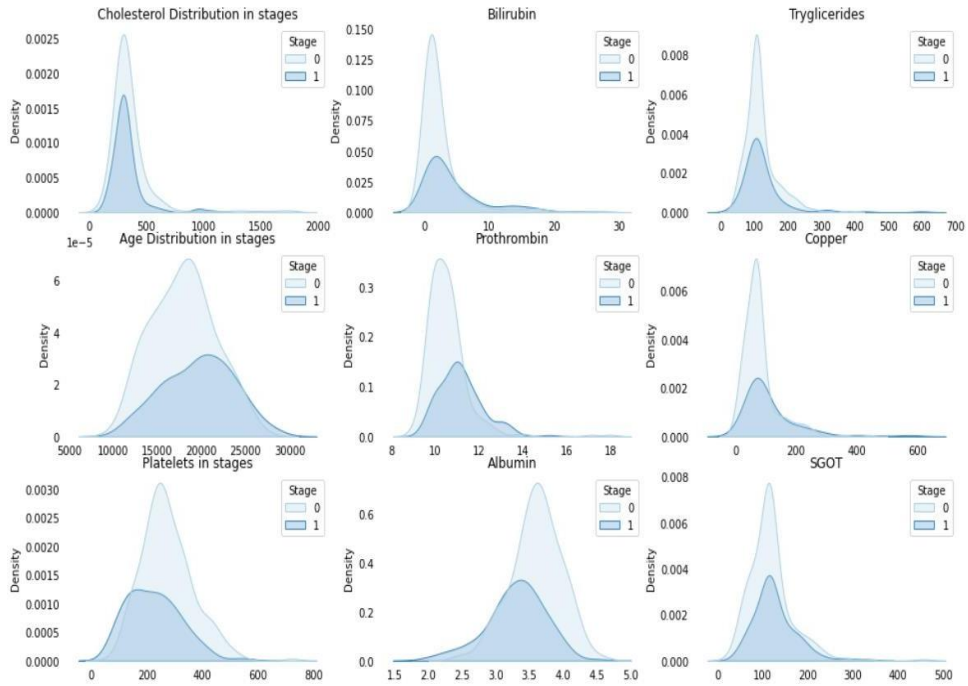 Cholesterol Distribution in stages
Density
0.0025
0.0020
0.0015
0.0010
0.0005
0.0000
0 500 1000 1500 2000
Stage
0
1
Bilirubin
Density
0.150
0.125
0.100
0.075
0.050
0.025
0.000
0 10 20 30
Stage
0
1
Tryglicerides
Density
0.008
0.006
0.004
0.002
0.000
0 100 200 300 400 500 600 700
Stage
0
1
1e−5
Age Distribution in stages
Density
6
4
2
0
5000 10000 15000 20000 25000 30000
Stage
0
1
Prothrombin
Density
0.3
0.2
0.1
0.0
8 10 12 14 16 18
Stage
0
1
Copper
Density
0.006
0.004
0.002
0.000
0 200 400 600
Stage
0
1
Platelets in stages
Density
0.0030
0.0025
0.0020
0.0015
0.0010
0.0005
0.0000
0 200 400 600 800
Stage
0
1
Albumin
Density
0.6
0.4
0.2
0.0
1.5 2.0 2.5 3.0 3.5 4.0 4.5 5.0
Stage
0
1
SGOT
Density
0.008
0.006
0.004
0.002
0.000
0 100 200 300 400 500
Stage
0
1